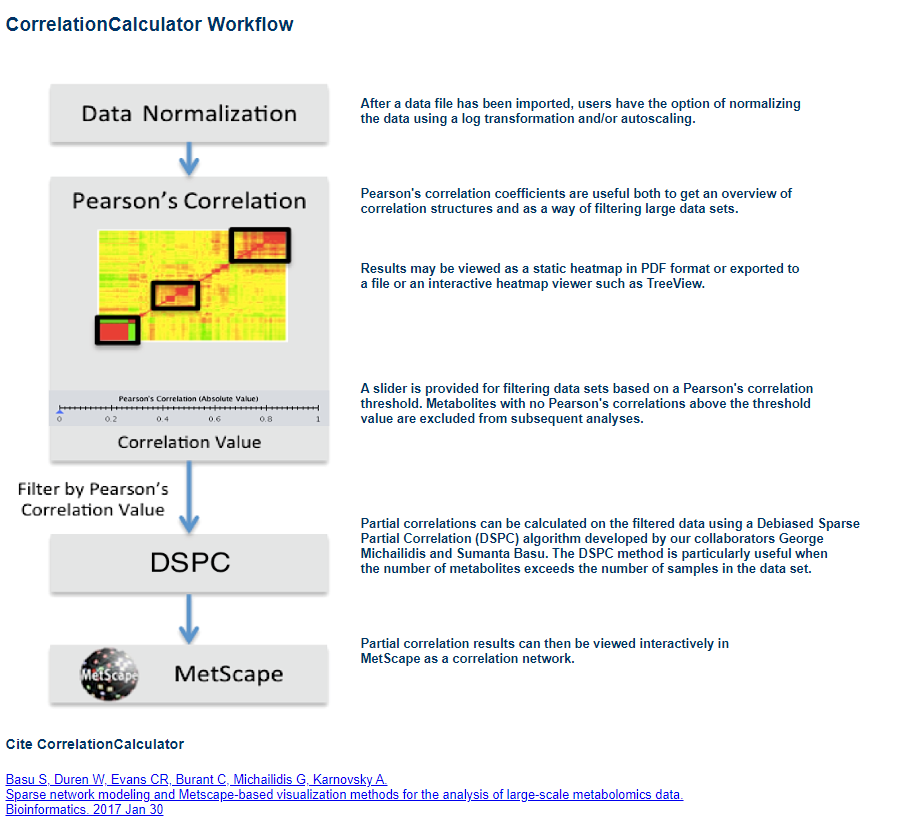 CorrelationCalculator Workflow
Data Normalization
After a data file has been imported, users have the option of normalizing
the data using a log transformation and/or autoscaling.
Pearson's Correlation
Pearson's correlation coefficients are useful both to get an overview of
correlation structures and as a way of filtering large data sets.
Results may be viewed as a static heatmap in PDF format or exported to
a file or an interactive heatmap viewer such as TreeView.
Pearson's Correlation (Absolute Value)
0 0.2 0.4 0.6 0.8 1
Correlation Value
A slider is provided for filtering data sets based on a Pearson's correlation
threshold. Metabolites with no Pearson's correlations above the threshold
value are excluded from subsequent analyses.
Filter by Pearson's
Correlation Value
DSPC
Partial correlations can be calculated on the filtered data using a Debiased Sparse
Partial Correlation (DSPC) algorithm developed by our collaborators George
Michailidis and Sumanta Basu. The DSPC method is particularly useful when
the number of metabolites exceeds the number of samples in the data set.
MetScape
MetScape
Partial correlation results can then be viewed interactively in
MetScape as a correlation network.
Cite CorrelationCalculator
Basu S, Duren W, Evans CR, Burant C, Michailidis G, Karnovsky A.
Sparse network modeling and Metscape-based visualization methods for the analysis of large-scale metabolomics data.
Bioinformatics. 2017 Jan 30